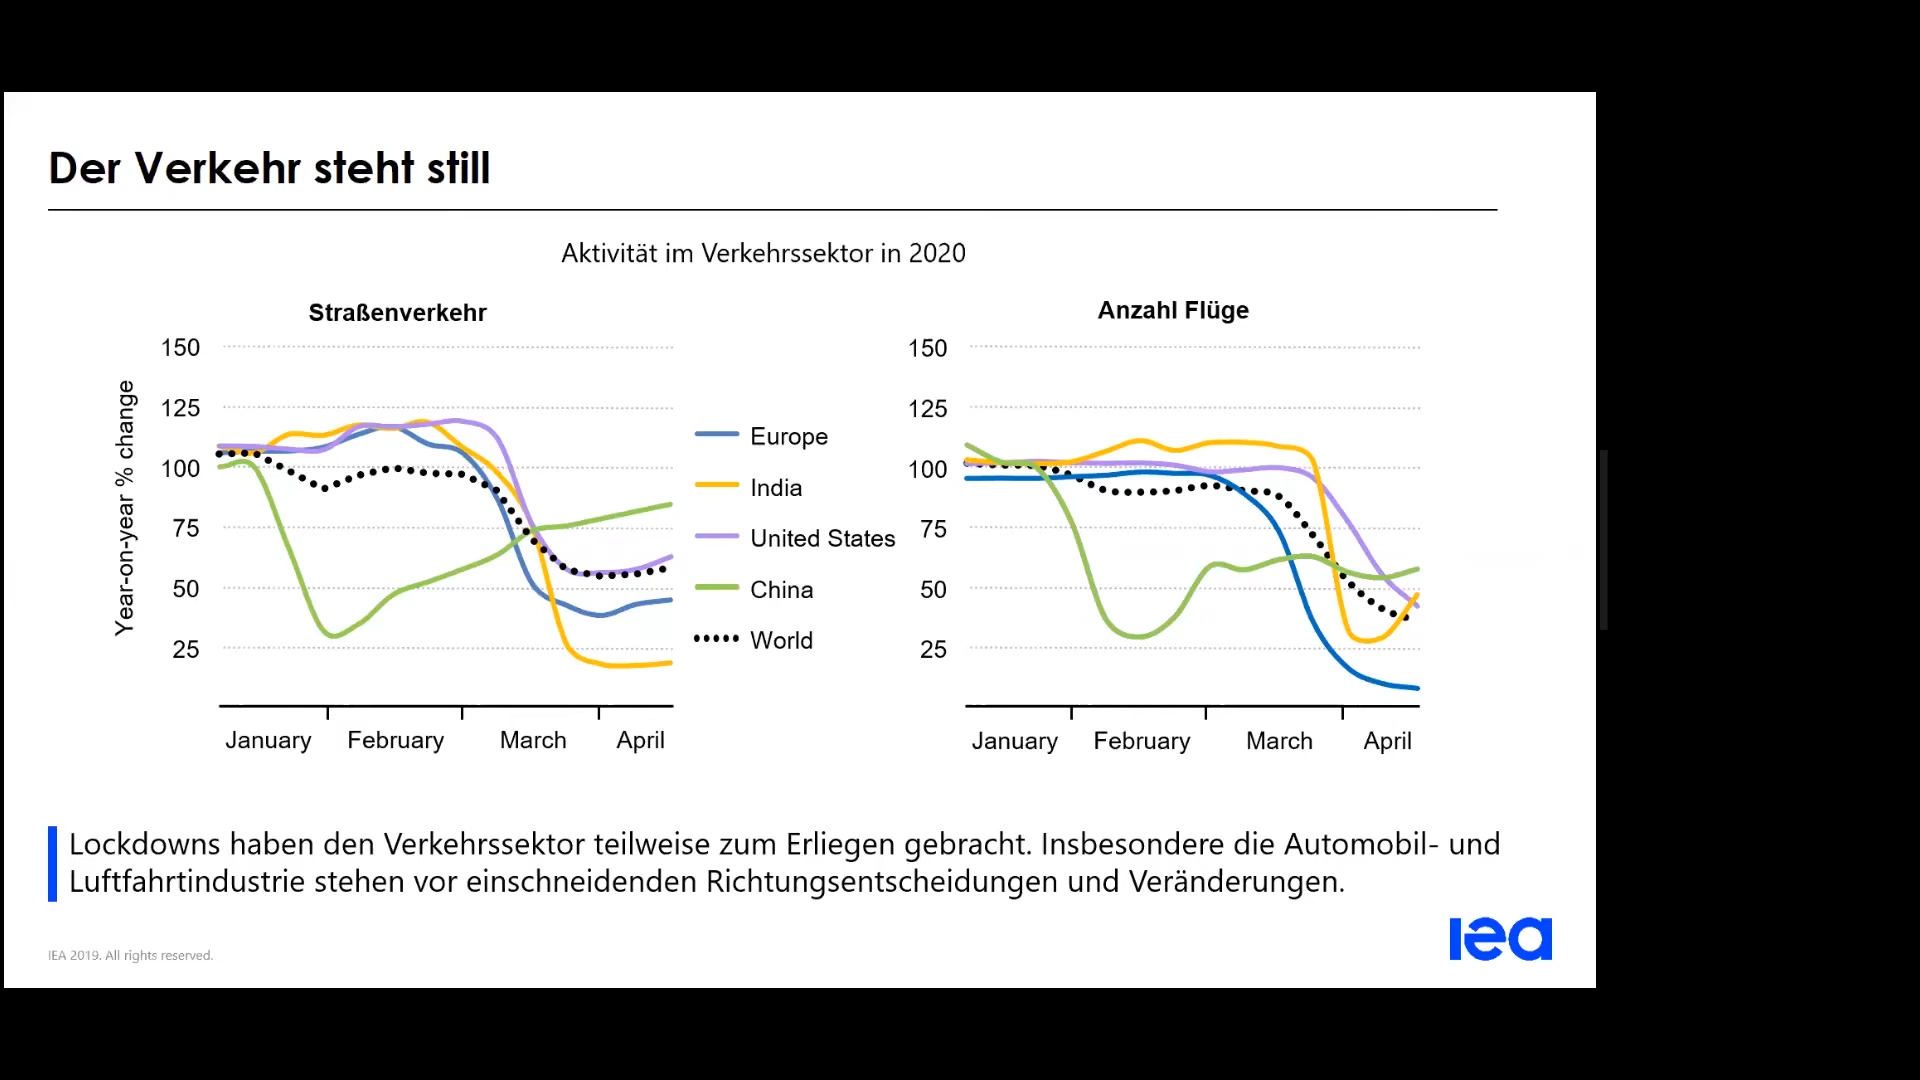 Der Verkehr steht still
Aktivität im Verkehrssektor in 2020
Straßenverkehr
Year-on-year % change
150
125
100
75
50
25
January February March April
Europe
India
United States
China
World
Anzahl Flüge
150
125
100
75
50
25
January February March April
Lockdowns haben den Verkehrssektor teilweise zum Erliegen gebracht. Insbesondere die Automobil- und
Luftfahrtindustrie stehen vor einschneidenden Richtungsentscheidungen und Veränderungen.
IEA 2019. All rights reserved.
iea